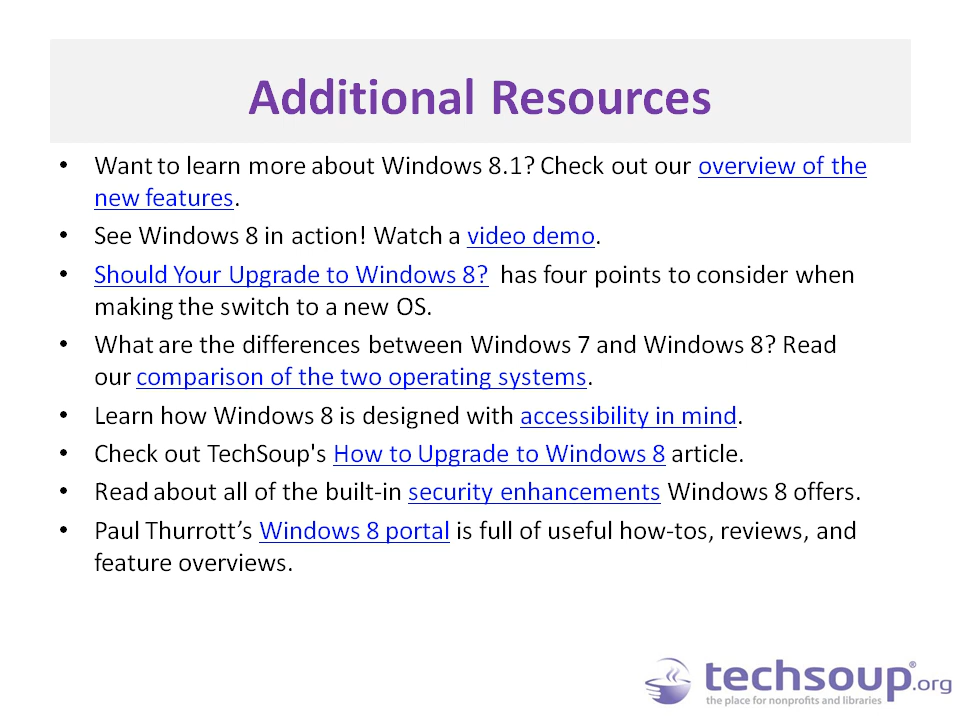 Additional Resources
• Want to learn more about Windows 8.1? Check out our overview of the
new features.
• See Windows 8 in action! Watch a video demo.
• Should Your Upgrade to Windows 8?  has four points to consider when
making the switch to a new OS.
• What are the differences between Windows 7 and Windows 8? Read
our comparison of the two operating systems.
• Learn how Windows 8 is designed with accessibility in mind.
• Check out TechSoup's How to Upgrade to Windows 8 article.
• Read about all of the built-in security enhancements Windows 8 offers.
• Paul Thurrott’s Windows 8 portal is full of useful how-tos, reviews, and
feature overviews.
techsoup®.org
the place for nonprofits and libraries